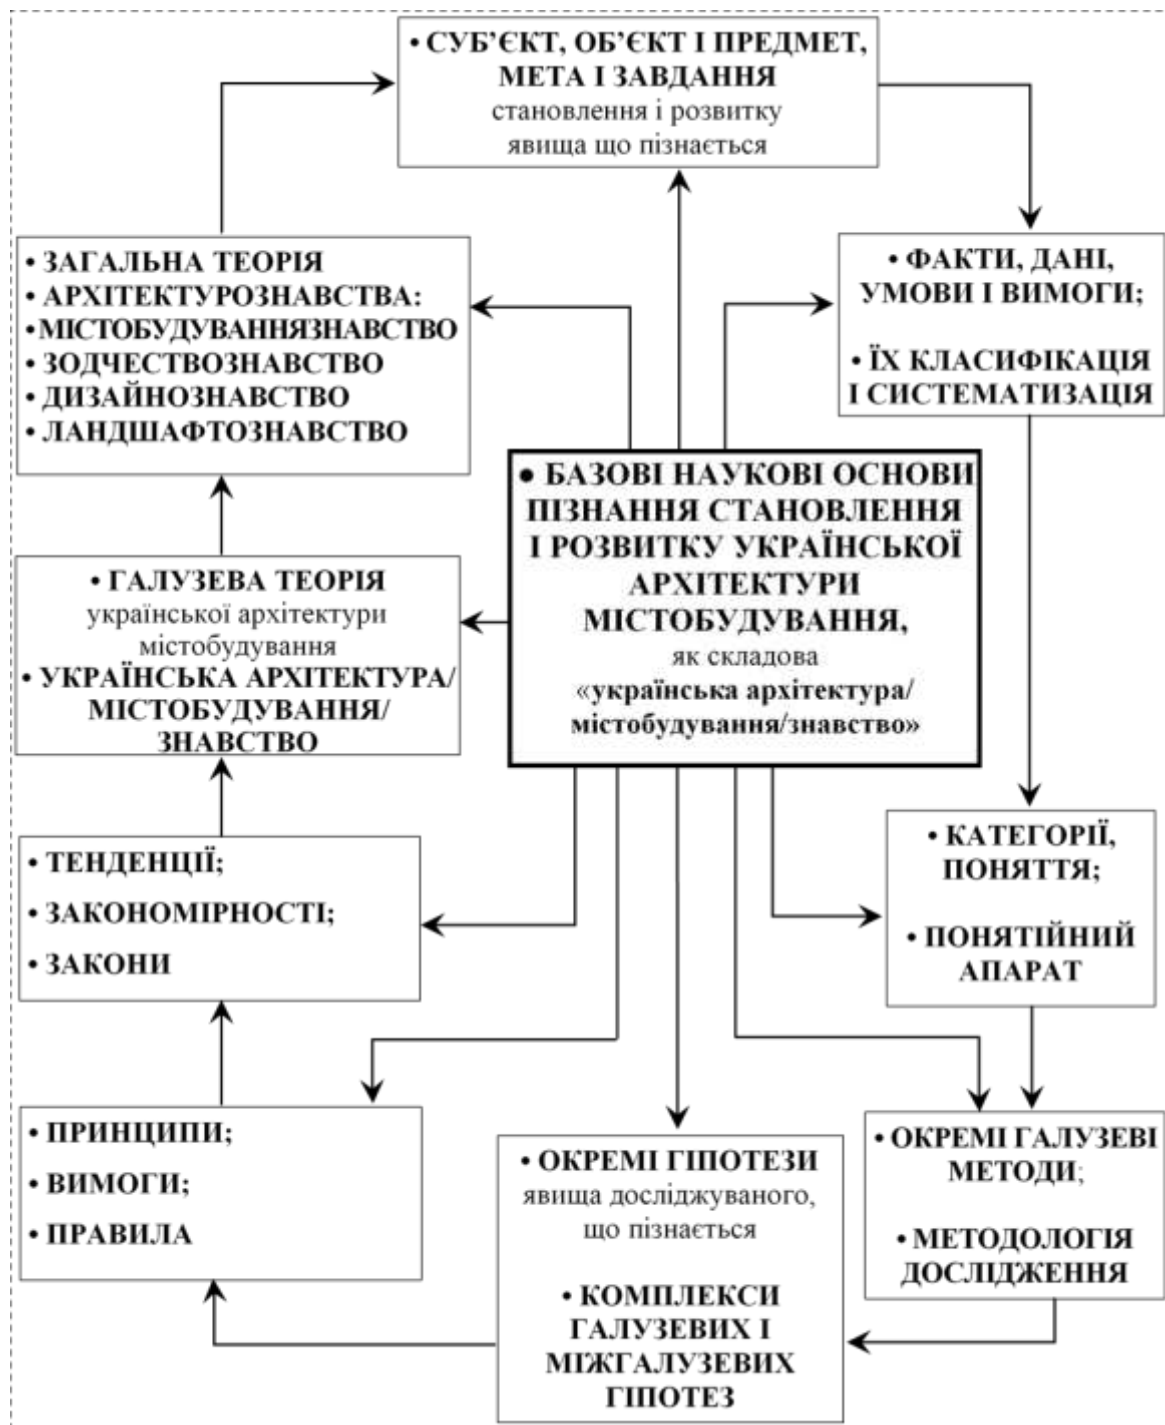 • СУБ’ЄКТ, ОБ’ЄКТ І ПРЕДМЕТ,
МЕТА І ЗАВДАННЯ
становлення і розвитку
явища що пізнається
• ФАКТИ, ДАНІ,
УМОВИ І ВИМОГИ;
• ЇХ КЛАСИФІКАЦІЯ
І СИСТЕМАТИЗАЦІЯ
• КАТЕГОРІЇ,
ПОНЯТТЯ;
• ПОНЯТІЙНИЙ
АПАРАТ
• ОКРЕМІ ГАЛУЗЕВІ
МЕТОДИ;
• МЕТОДОЛОГІЯ
ДОСЛІДЖЕННЯ
• ОКРЕМІ ГІПОТЕЗИ
явища досліджуваного,
що пізнається
• КОМПЛЕКСИ
ГАЛУЗЕВИХ І
МІЖГАЛУЗЕВИХ
ГІПОТЕЗ
• ПРИНЦИПИ;
• ВИМОГИ;
• ПРАВИЛА
• ТЕНДЕНЦІЇ;
• ЗАКОНОМІРНОСТІ;
• ЗАКОНИ
• ГАЛУЗЕВА ТЕОРІЯ
української архітектури
містобудування
• УКРАЇНСЬКА АРХІТЕКТУРА/
МІСТОБУДУВАННЯ/
ЗНАВСТВО
• ЗАГАЛЬНА ТЕОРІЯ
• АРХІТЕКТУРОЗНАВСТВА:
• МІСТОБУДУВАННЯЗНАВСТВО
• ЗОДЧЕСТВОЗНАВСТВО
• ДИЗАЙНОЗНАВСТВО
• ЛАНДШАФТОЗНАВСТВО
● БАЗОВІ НАУКОВІ ОСНОВИ
ПІЗНАННЯ СТАНОВЛЕННЯ
І РОЗВИТКУ УКРАЇНСЬКОЇ
АРХІТЕКТУРИ
МІСТОБУДУВАННЯ,
як складова
«українська архітектура/
містобудування/знавство»